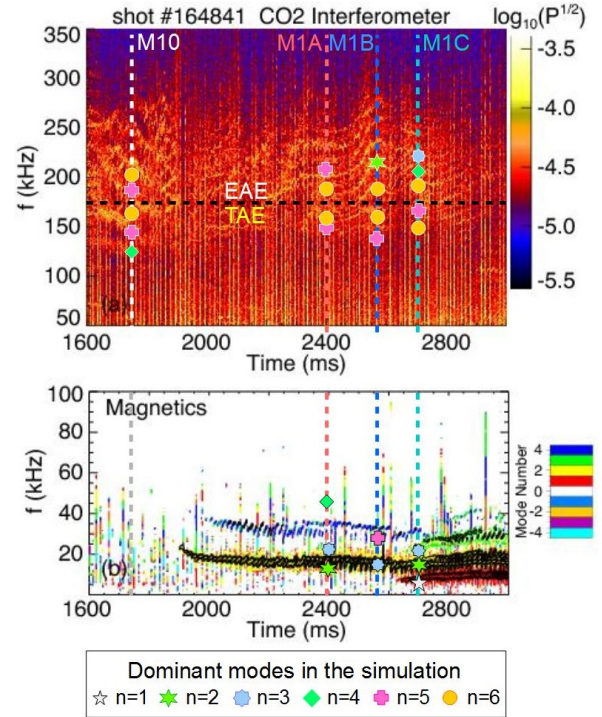 shot #164841 CO2 Interferometer
log10(P^1/2)
M10 M1A M1B M1C
350
300
250
200
150
100
50
f (kHz)
EAE
TAE
(a)
1600 2000 2400 2800
Time (ms)
-3.5
-4.0
-4.5
-5.0
-5.5
Magnetics
100
80
60
40
20
f (kHz)
(b)
1600 2000 2400 2800
Time (ms)
Mode Number
4
2
0
-2
-4
Dominant modes in the simulation
n=1 n=2 n=3 n=4 n=5 n=6